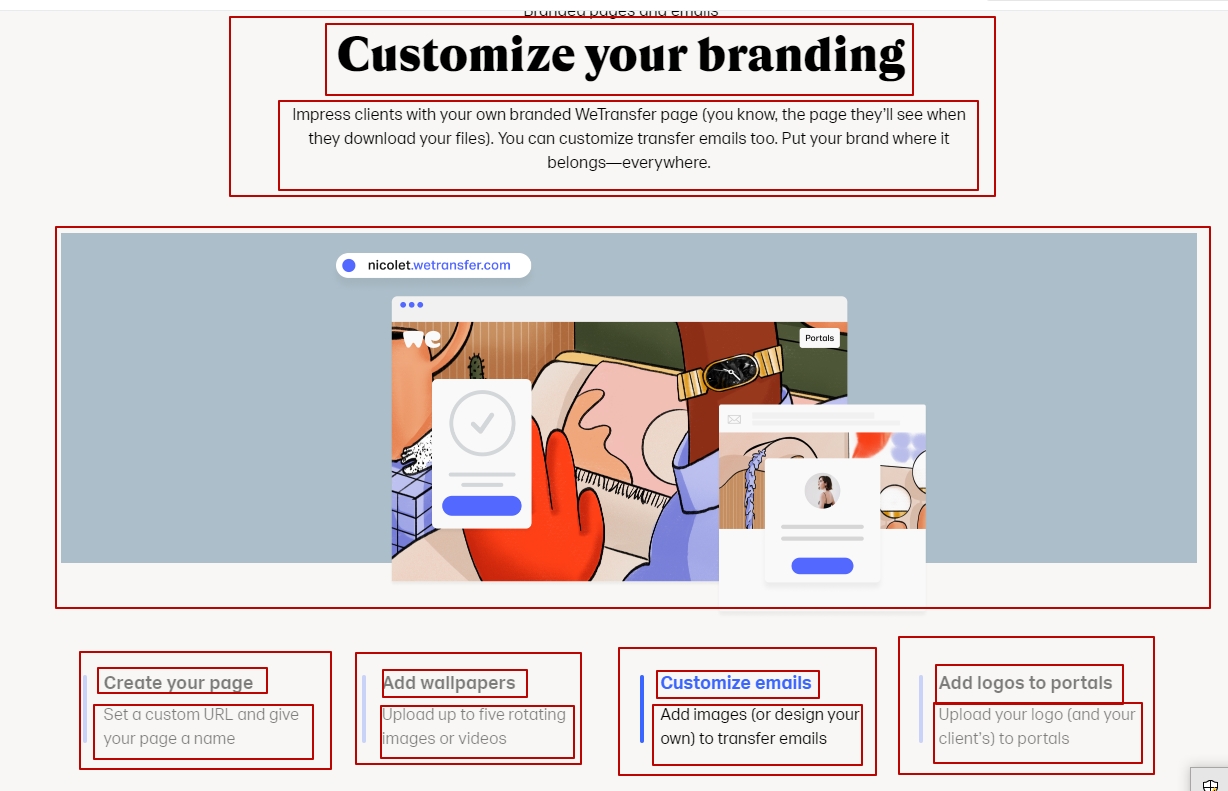 Branded pages and emails
Customize your branding
Impress clients with your own branded WeTransfer page (you know, the page they’ll see when
they download your files). You can customize transfer emails too. Put your brand where it
belongs—everywhere.
nicolet.wetransfer.com
we
Portals
Create your page
Set a custom URL and give
your page a name
Add wallpapers
Upload up to five rotating
images or videos
Customize emails
Add images (or design your
own) to transfer emails
Add logos to portals
Upload your logo (and your
client’s) to portals